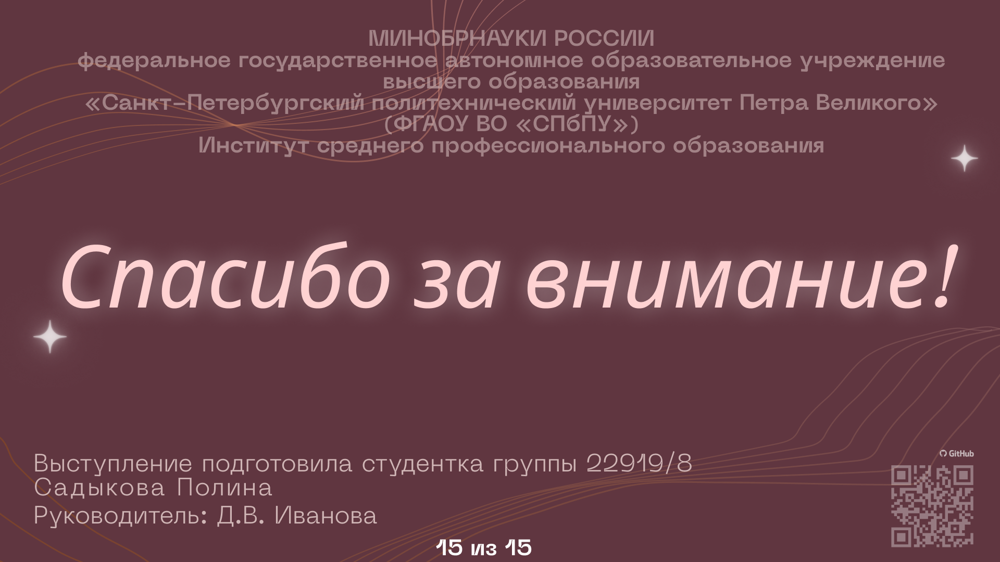 МИНОБРНАУКИ РОССИИ
федеральное государственное автономное образовательное учреждение
высшего образования
«Санкт-Петербургский политехнический университет Петра Великого»
(ФГАОУ ВО «СПбПУ»)
Институт среднего профессионального образования
Спасибо за внимание!
Выступление подготовила студентка группы 22919/8
Садыкова Полина
Руководитель: Д.В. Иванова
GitHub
15 из 15